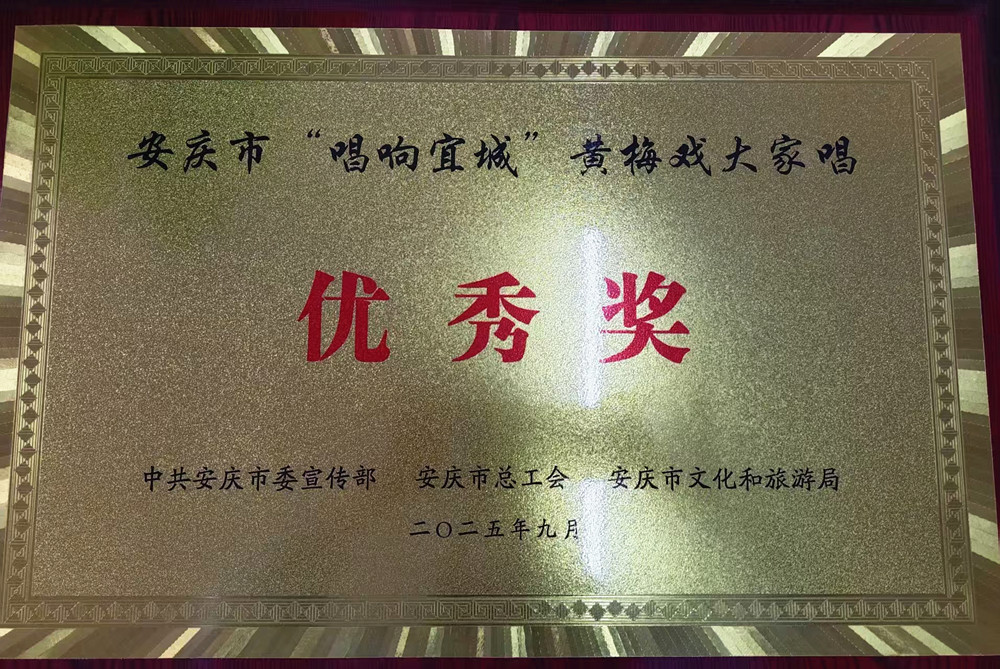 安庆市“唱响宜城”黄梅戏大家唱
优秀奖
中共安庆市委宣传部 安庆市总工会 安庆市文化和旅游局
二〇二五年九月